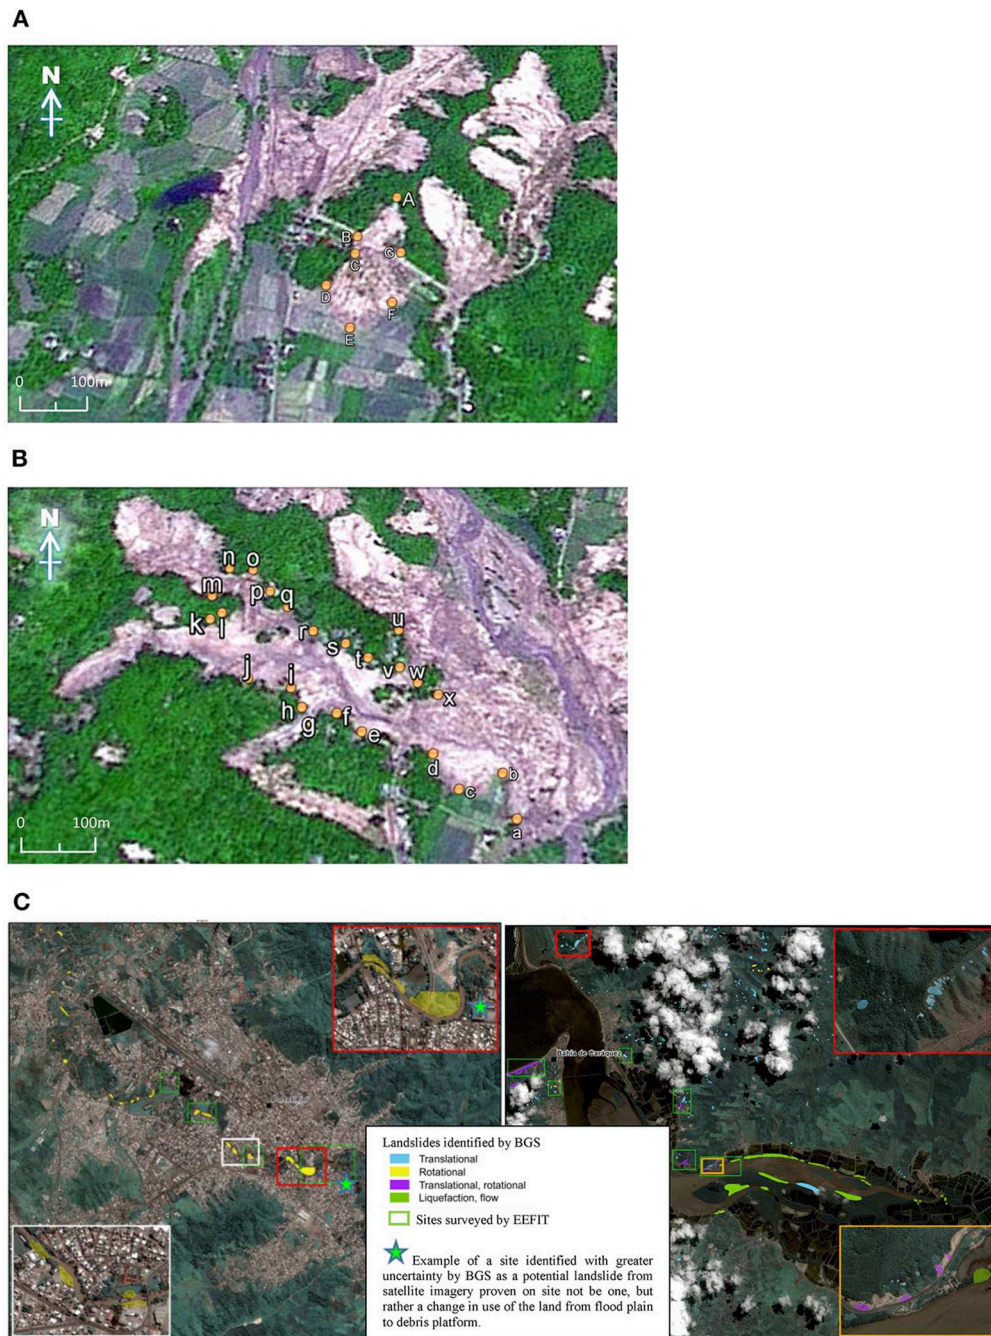 A
N
A
B
C
G
D
F
E
0 100m
B
N
n o
m p q
k l
r u
s
t v w
j i x
h g f
e
d
b
c
a
0 100m
C
Bahía de Caráquez
Landslides identified by BGS
Translational
Rotational
Translational, rotational
Liquefaction, flow
Sites surveyed by EEFIT
Example of a site identified with greater
uncertainty by BGS as a potential landslide from
satellite imagery proven on site not be one, but
rather a change in use of the land from flood plain
to debris platform.